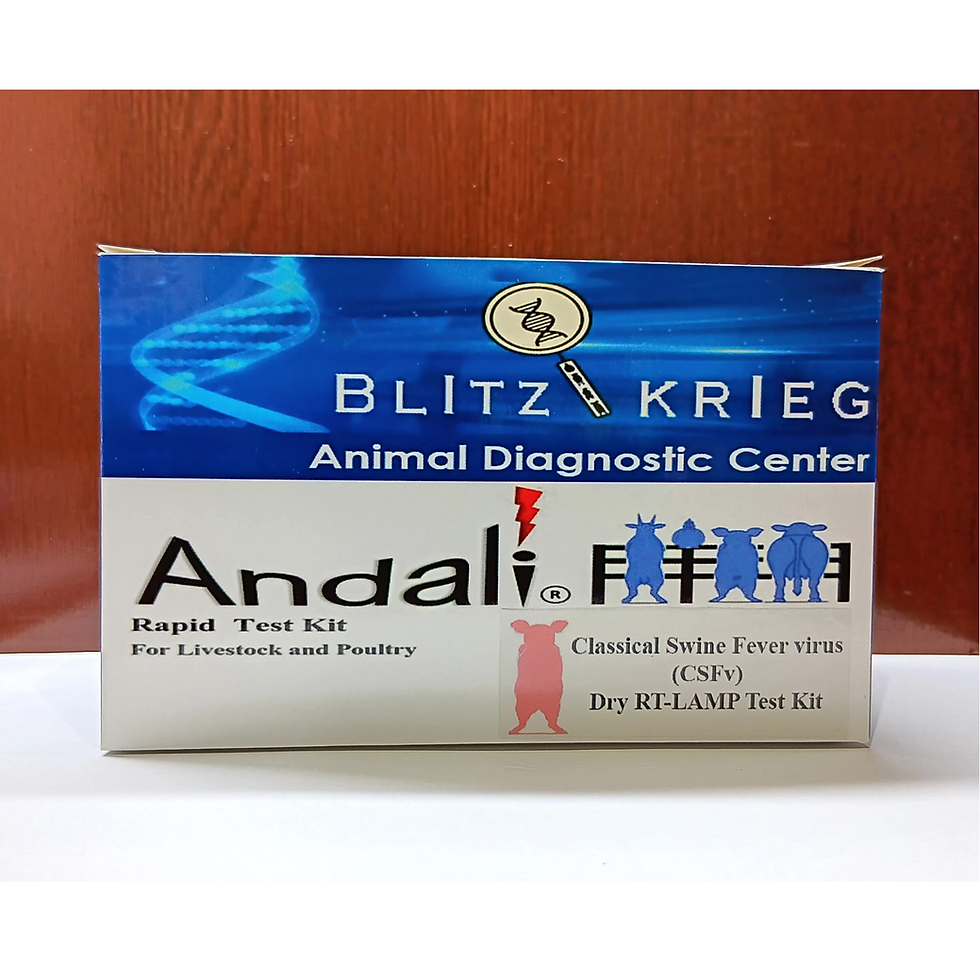 BLITZ KRIEG
Animal Diagnostic Center
Andali ®
Rapid Test Kit
For Livestock and Poultry
Classical Swine Fever virus
(CSFv)
Dry RT-LAMP Test Kit